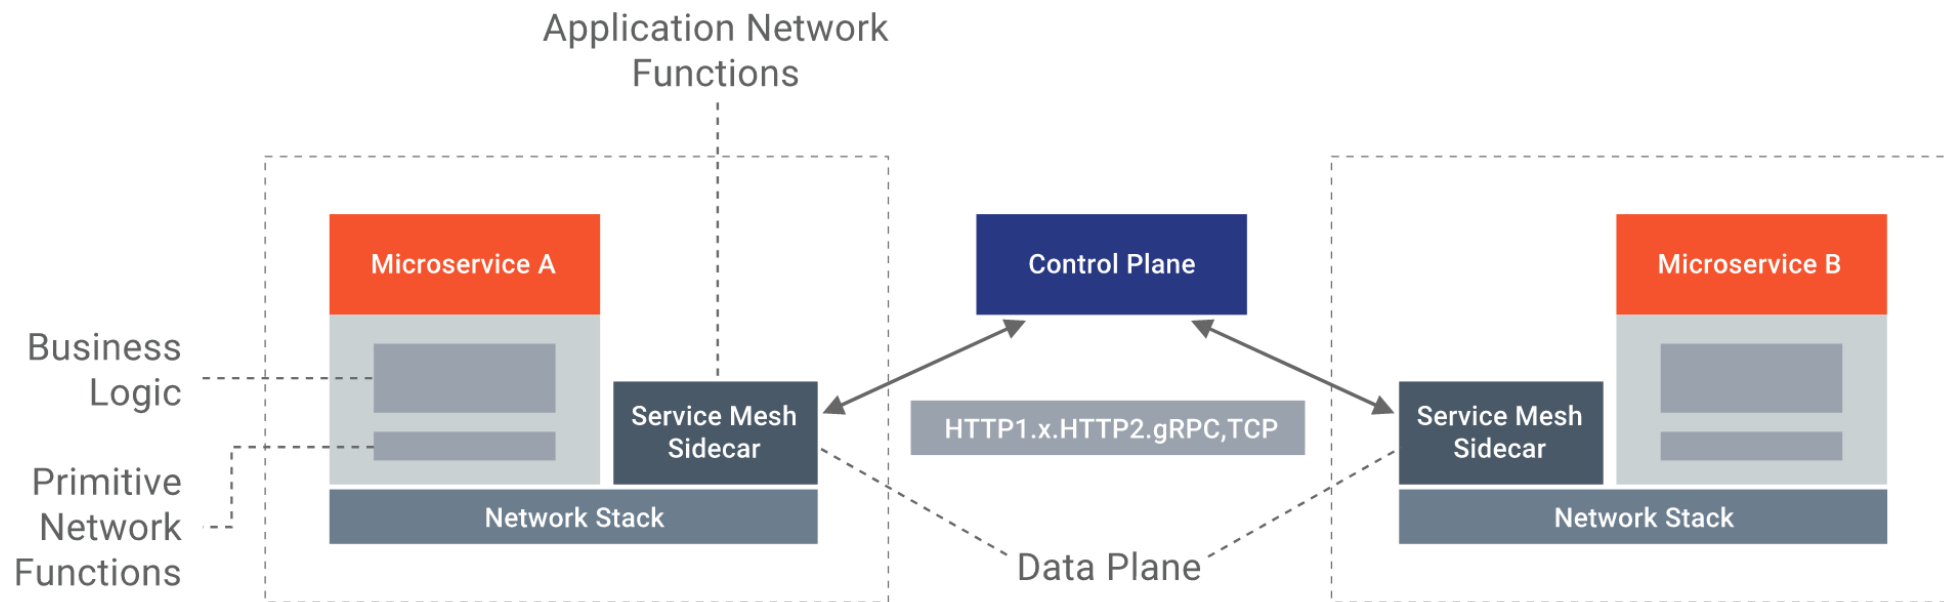 Application Network
Functions
Microservice A
Control Plane
Microservice B
Business
Logic
Service Mesh
Sidecar
HTTP1.x.HTTP2.gRPC,TCP
Service Mesh
Sidecar
Primitive
Network
Functions
Network Stack
Network Stack
Data Plane